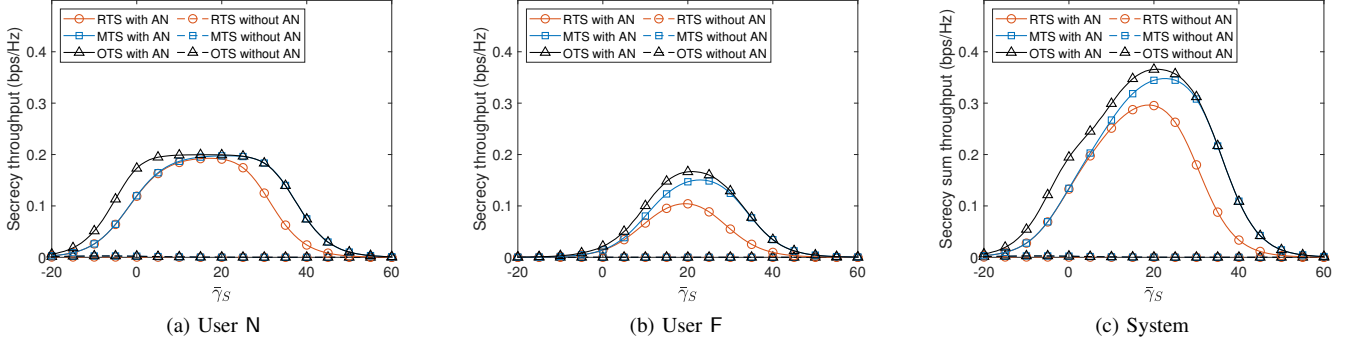 RTS with AN RTS without AN
MTS with AN MTS without AN
OTS with AN OTS without AN
Secrecy throughput (bps/Hz)
0.4
0.3
0.2
0.1
0
-20 0 20 40 60
γ̄S
(a) User N
RTS with AN RTS without AN
MTS with AN MTS without AN
OTS with AN OTS without AN
Secrecy throughput (bps/Hz)
0.4
0.3
0.2
0.1
0
-20 0 20 40 60
γ̄S
(b) User F
RTS with AN RTS without AN
MTS with AN MTS without AN
OTS with AN OTS without AN
Secrecy sum throughput (bps/Hz)
0.4
0.3
0.2
0.1
0
-20 0 20 40 60
γ̄S
(c) System